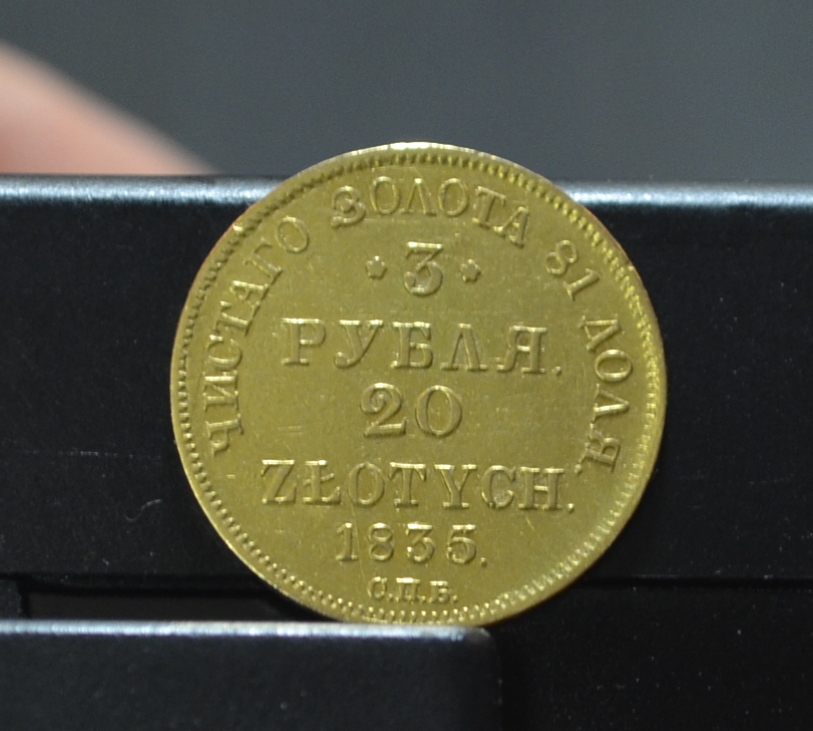 ЧИСТАГО ЗОЛОТА 81 ДОЛЯ.
3
РУБЛЯ.
20
ZŁOTYCH.
1835.
С.П.Б.